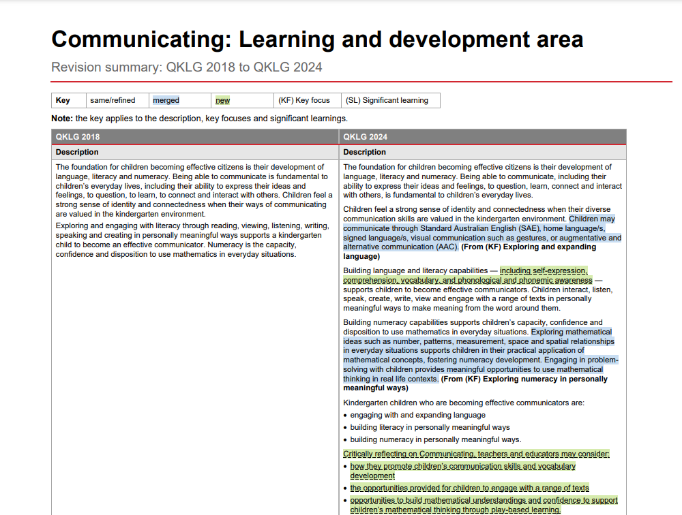 Communicating: Learning and development area
Revision summary: QKLG 2018 to QKLG 2024
Key same/refined merged new (KF) Key focus (SL) Significant learning
Note: the key applies to the description, key focuses and significant learnings.
QKLG 2018
Description
The foundation for children becoming effective citizens is their development of
language, literacy and numeracy. Being able to communicate is fundamental to
children's everyday lives, including their ability to express their ideas and
feelings, to question, to learn, to connect and interact with others. Children feel a
strong sense of identity and connectedness when their ways of communicating
are valued in the kindergarten environment.
Exploring and engaging with literacy through reading, viewing, listening, writing,
speaking and creating in personally meaningful ways supports a kindergarten
child to become an effective communicator. Numeracy is the capacity,
confidence and disposition to use mathematics in everyday situations.
QKLG 2024
Description
The foundation for children becoming effective citizens is their development of
language, literacy and numeracy. Being able to communicate, including their
ability to express their ideas and feelings, to question, learn, connect and interact
with others, is fundamental to children's everyday lives.
Children feel a strong sense of identity and connectedness when their diverse
communication skills are valued in the kindergarten environment. Children may
communicate through Standard Australian English (SAE), home language/s,
signed language/s, visual communication such as gestures, or augmentative and
alternative communication (AAC). (From (KF) Exploring and expanding
language)
Building language and literacy capabilities — including self-expression,
comprehension, vocabulary, and phonological and phonemic awareness —
supports children to become effective communicators. Children interact, listen,
speak, create, write, view and engage with a range of texts in personally
meaningful ways to make meaning from the word around them.
Building numeracy capabilities supports children's capacity, confidence and
disposition to use mathematics in everyday situations. Exploring mathematical
ideas such as number, patterns, measurement, space and spatial relationships
in everyday situations supports children in their practical application of
mathematical concepts, fostering numeracy development. Engaging in problem-
solving with children provides meaningful opportunities to use mathematical
thinking in real life contexts. (From (KF) Exploring numeracy in personally
meaningful ways)
Kindergarten children who are becoming effective communicators are:
• engaging with and expanding language
• building literacy in personally meaningful ways
• building numeracy in personally meaningful ways.
Critically reflecting on Communicating, teachers and educators may consider:
• how they promote children's communication skills and vocabulary
development
• the opportunities provided for children to engage with a range of texts
• opportunities to build mathematical understandings and confidence to support
children's mathematical thinking through play-based learning.